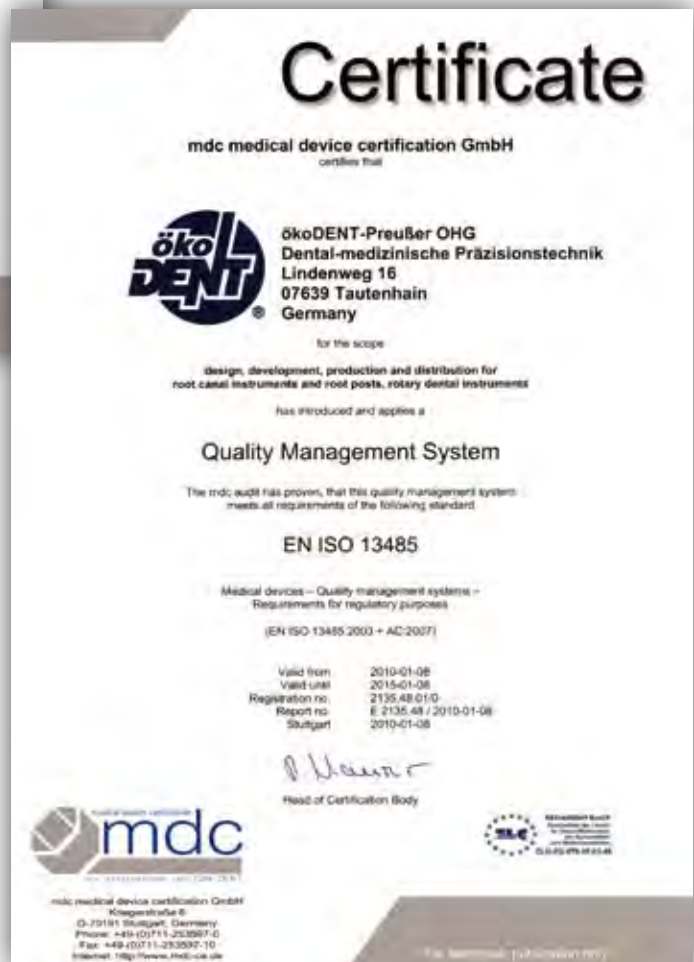 Certificate
mdc medical device certification GmbH
certifies that
öko
DENT
®
ökoDENT-Preußer OHG
Dental-medizinische Präzisionstechnik
Lindenweg 16
07639 Tautenhain
Germany
for the scope
design, development, production and distribution for
root canal instruments and root posts, rotary dental instruments
has introduced and applies a
Quality Management System
The mdc audit has proven, that this quality management system
meets all requirements of the following standard
EN ISO 13485
Medical devices – Quality management systems –
Requirements for regulatory purposes
(EN ISO 13485:2003 + AC:2007)
Valid from 2010-01-08
Valid until 2015-01-08
Registration no. 2135.48.01/0
Report no. E 2135.48 / 2010-01-08
Stuttgart 2010-01-08
Head of Certification Body
mdc
mdc medical device certification GmbH
Kriegerstraße 6
D-70191 Stuttgart, Germany
Phone: +49-(0)711-253597-0
Fax: +49-(0)711-253597-10
Internet: http://www.mdc-ce.de